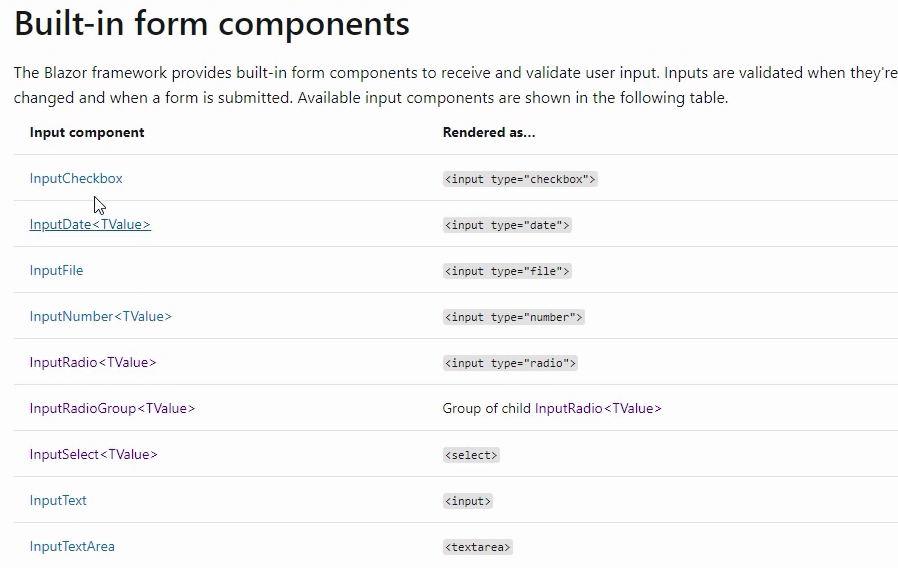 Built-in form components
The Blazor framework provides built-in form components to receive and validate user input. Inputs are validated when they're
changed and when a form is submitted. Available input components are shown in the following table.
Input component Rendered as…
InputCheckbox <input type="checkbox">
InputDate<TValue> <input type="date">
InputFile <input type="file">
InputNumber<TValue> <input type="number">
InputRadio<TValue> <input type="radio">
InputRadioGroup<TValue> Group of child InputRadio<TValue>
InputSelect<TValue> <select>
InputText <input>
InputTextArea <textarea>